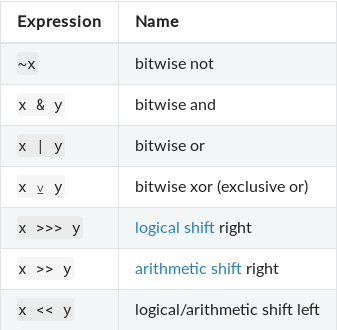 Expression Name
~x bitwise not
x & y bitwise and
x | y bitwise or
x ⊻ y bitwise xor (exclusive or)
x >>> y logical shift right
x >> y arithmetic shift right
x << y logical/arithmetic shift left